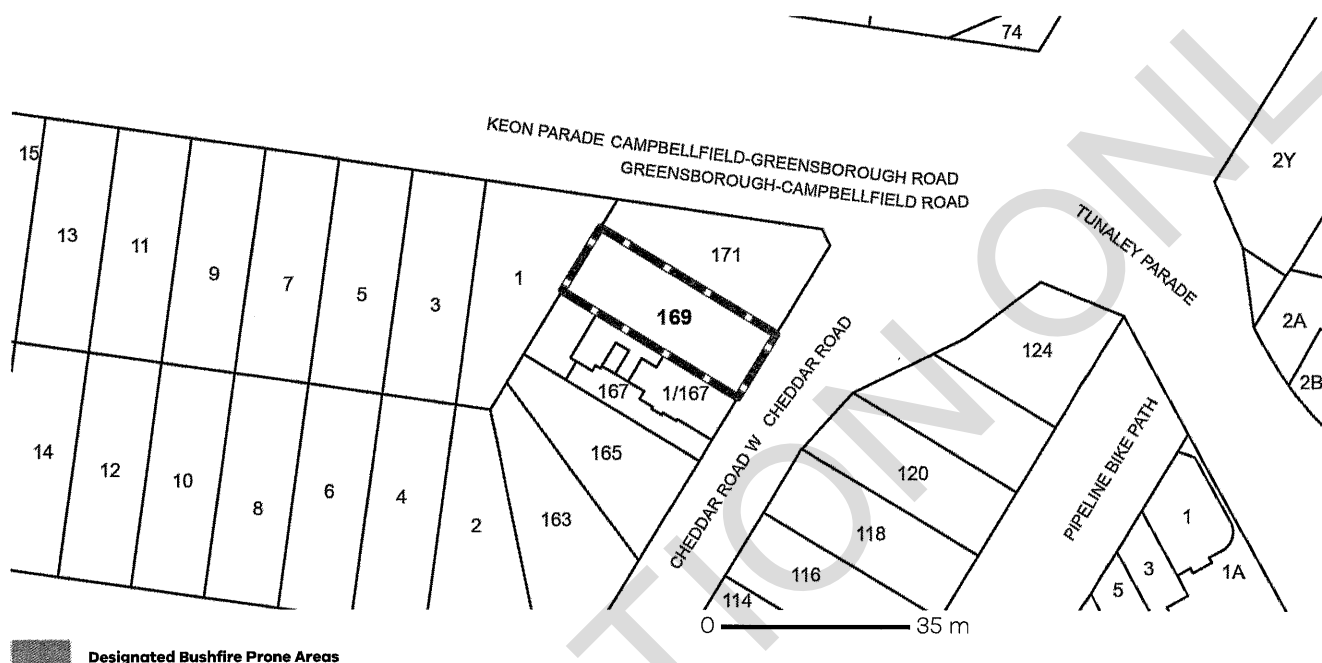 74
KEON PARADE CAMPBELLFIELD-GREENSBOROUGH ROAD
GREENSBOROUGH-CAMPBELLFIELD ROAD
15
13
11
9
7
5
3
1
171
169
167
1/167
165
163
14
12
10
8
6
4
2
CHEDDAR ROAD W CHEDDAR ROAD
TUNALEY PARADE
2Y
2A
2B
124
120
118
116
114
PIPELINE BIKE PATH
1
3
5
1A
0 35 m
TION ONL
Designated Bushfire Prone Areas